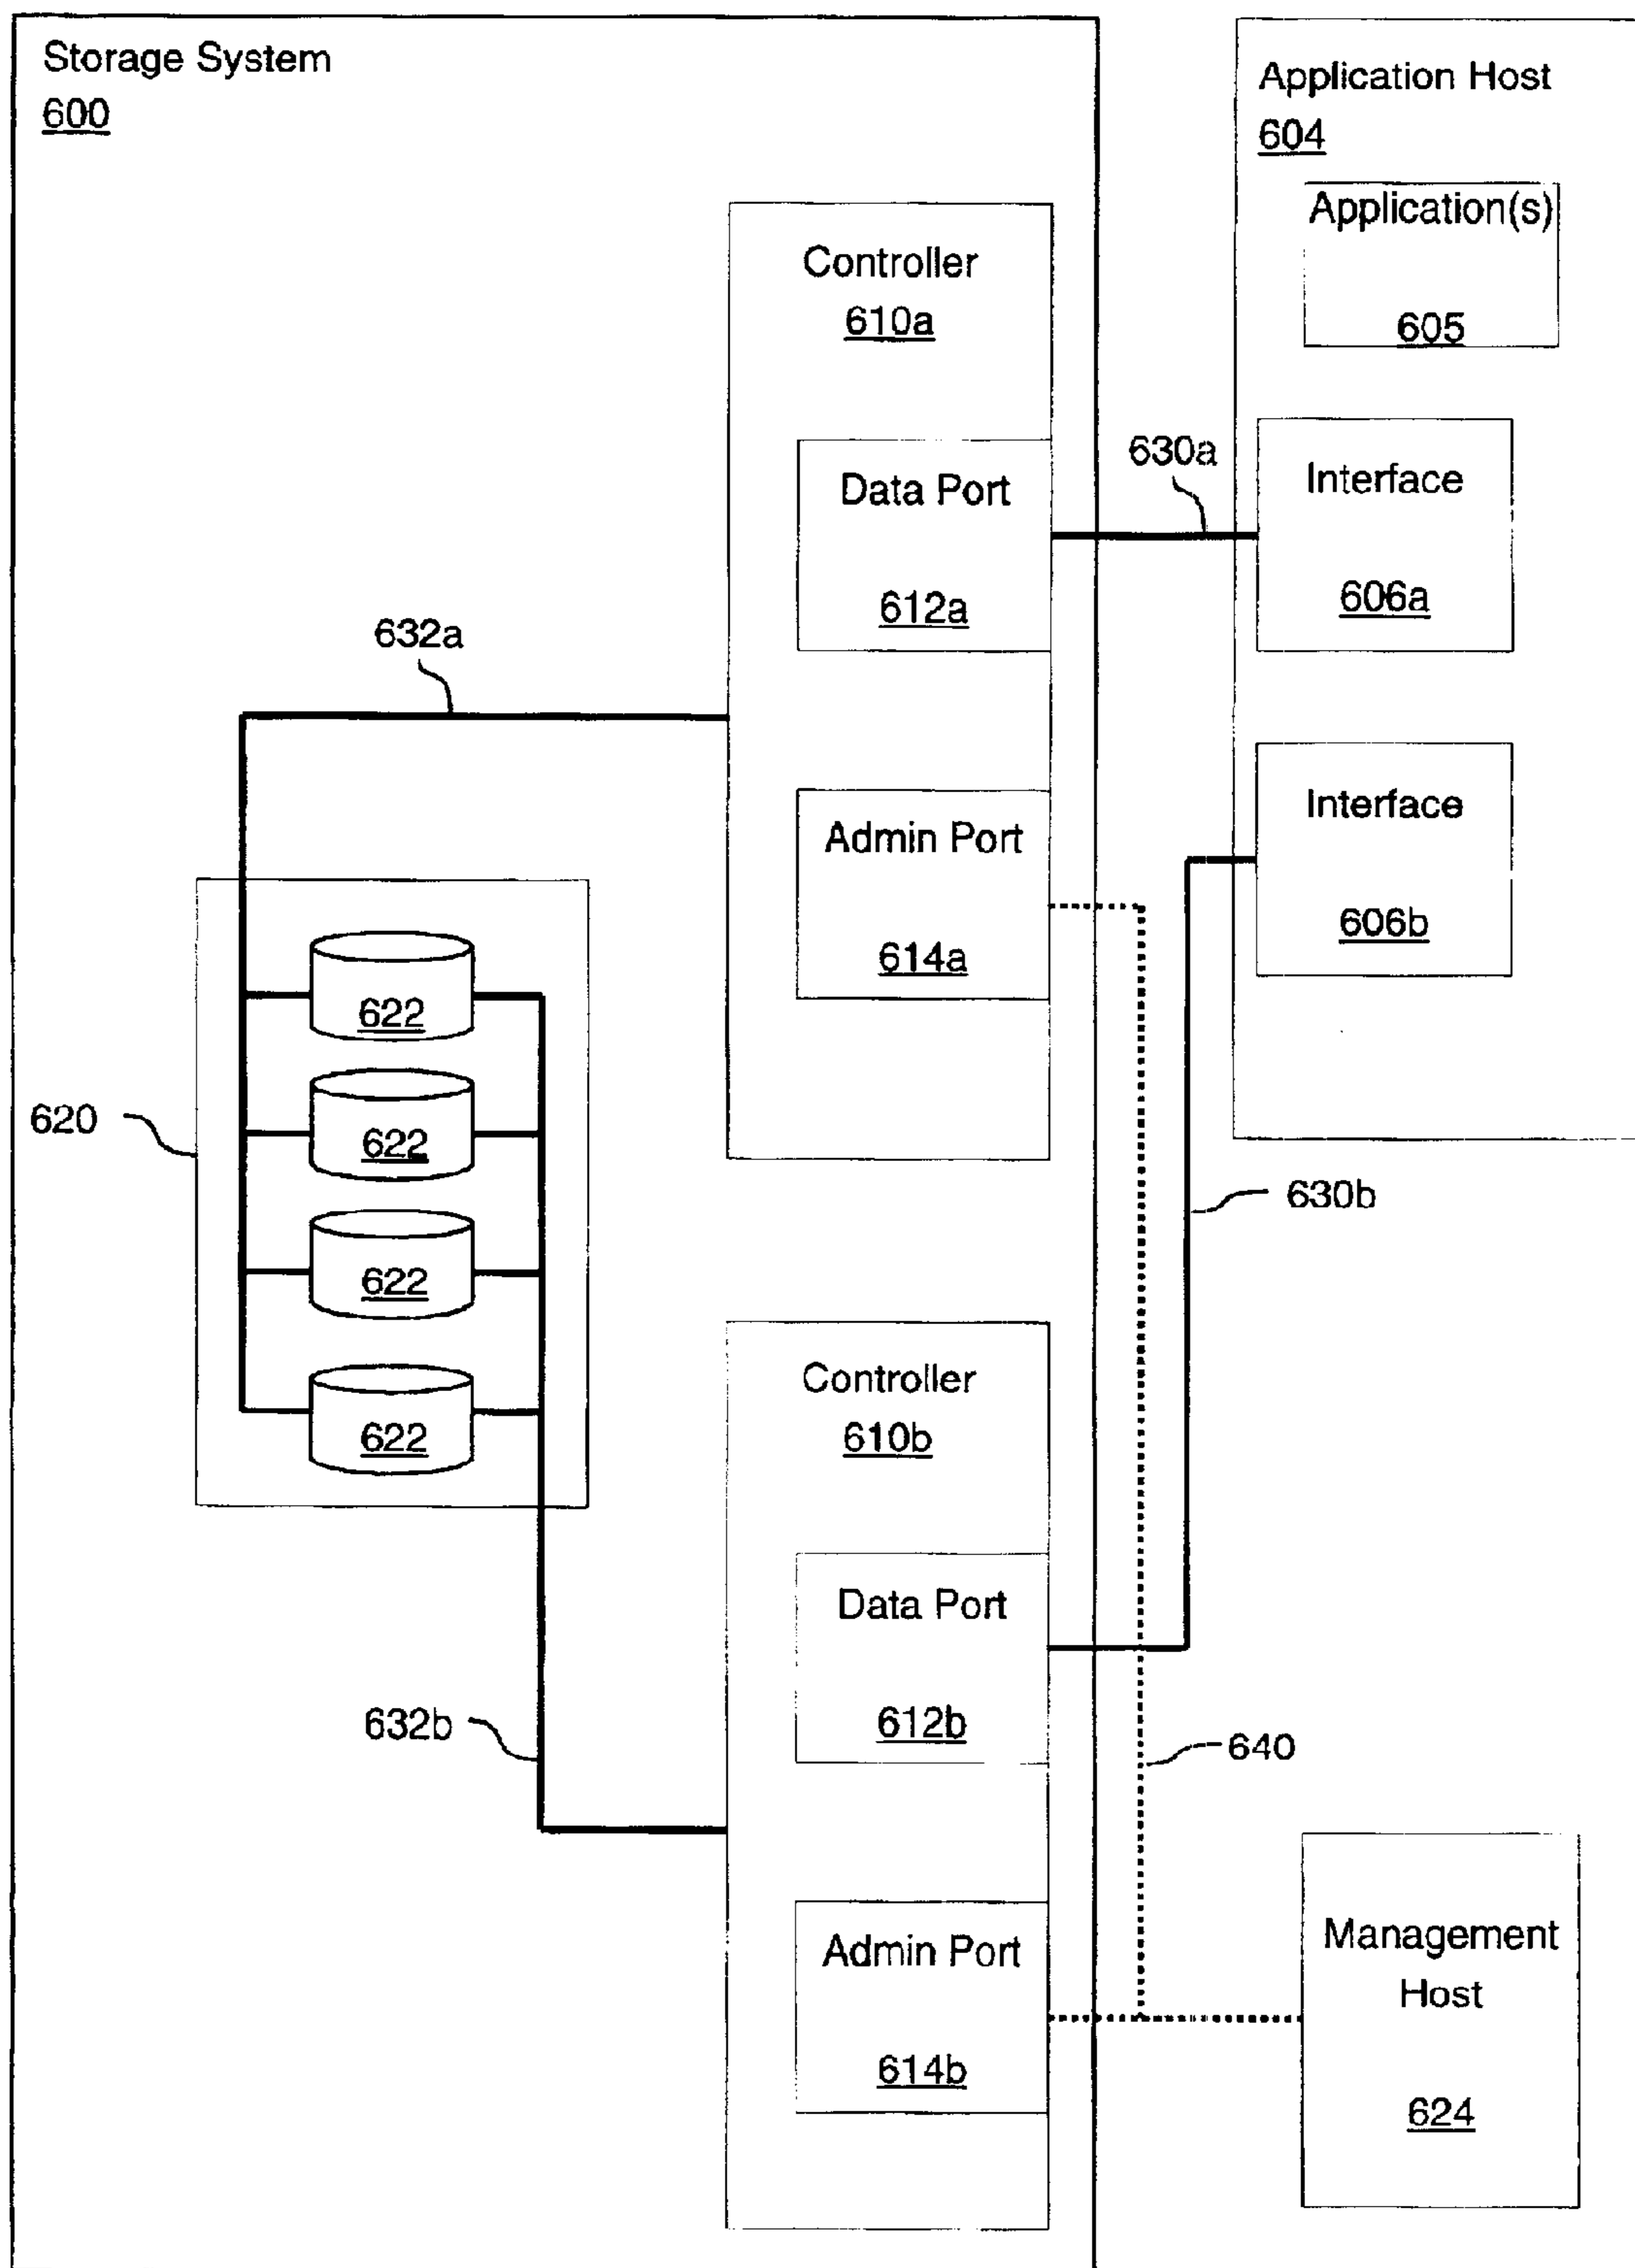 Storage System
600
Application Host
604
Application(s)
605
Controller
610a
Data Port
612a
630a
Interface
606a
632a
Admin Port
614a
Interface
606b
622
622
622
622
620
630b
Controller
610b
Data Port
612b
632b
640
Admin Port
614b
Management
Host
624